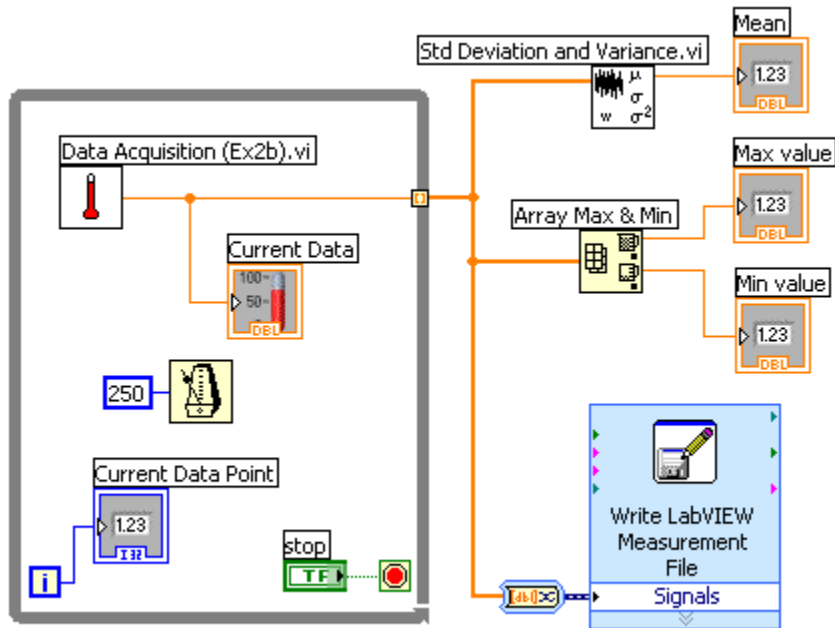 Mean
Std Deviation and Variance.vi
μ
σ
w σ²
1.23
DBL
Data Acquisition (Ex2b).vi
Max value
1.23
DBL
Array Max & Min
Current Data
100
50
DBL
Min value
1.23
DBL
250
Current Data Point
1.23
I32
i
stop
TF
Write LabVIEW
Measurement
File
Signals